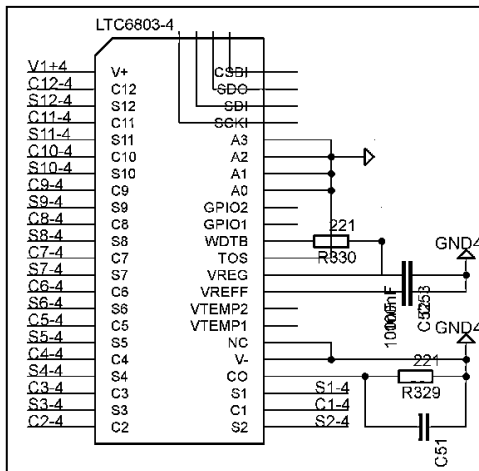 LTC6803-4
V1+4 V+ CSBI
C12-4 C12 SDO
S12-4 S12 SDI
C11-4 C11 SCKI
S11-4 S11 A3
C10-4 C10 A2
S10-4 S10 A1
C9-4 C9 A0
S9-4 S9 GPIO2
C8-4 C8 GPIO1 221
S8-4 S8 WDTB GND4
C7-4 C7 TOS R330
S7-4 S7 VREG
C6-4 C6 VREFF
S6-4 S6 VTEMP2
C5-4 C5 VTEMP1 GND4
S5-4 S5 NC
C4-4 C4 V- 221
S4-4 S4 CO
C3-4 C3 S1 S1-4 R329
S3-4 S3 C1 C1-4
C2-4 C2 S2 S2-4
C51